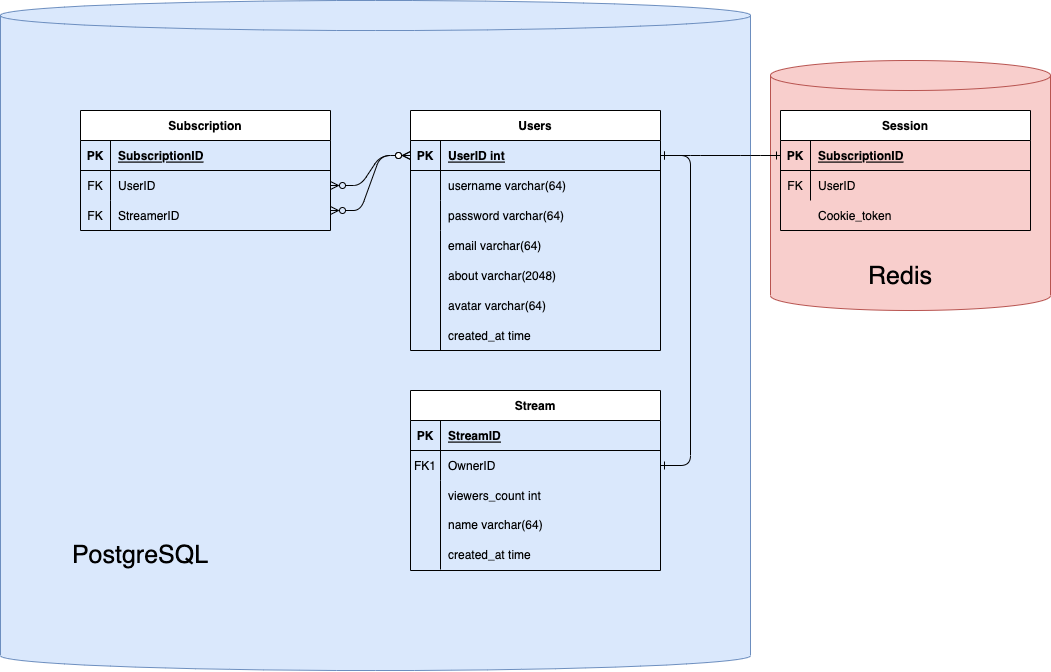 Subscription
PK SubscriptionID
FK UserID
FK StreamerID
Users
PK UserID int
username varchar(64)
password varchar(64)
email varchar(64)
about varchar(2048)
avatar varchar(64)
created_at time
Session
PK SubscriptionID
FK UserID
Cookie_token
Redis
Stream
PK StreamID
FK1 OwnerID
viewers_count int
name varchar(64)
created_at time
PostgreSQL